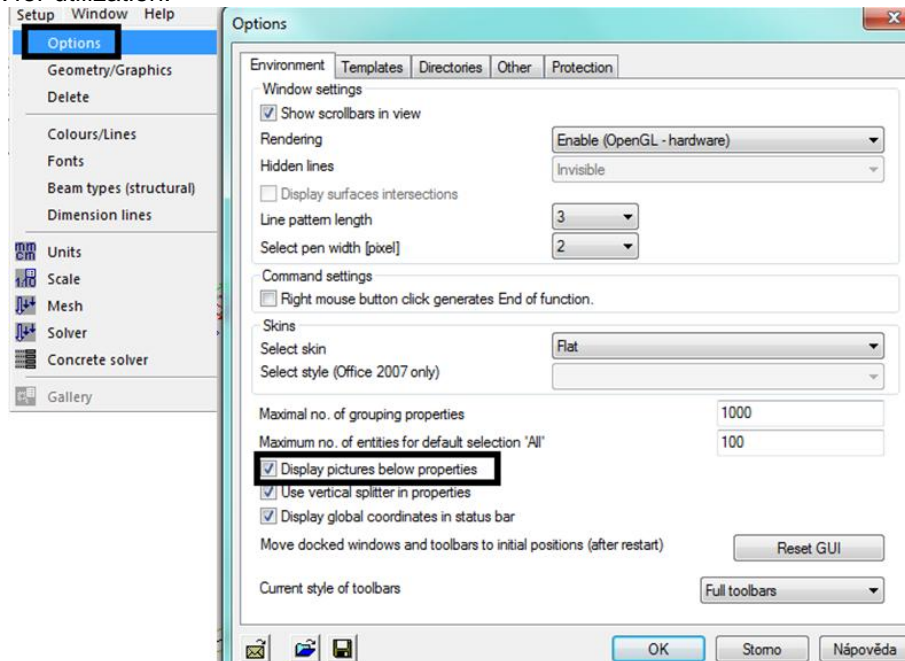 utilization.
Setup Window Help
Options
Geometry/Graphics
Delete
Colours/Lines
Fonts
Beam types (structural)
Dimension lines
Units
Scale
Mesh
Solver
Concrete solver
Gallery
Options
Environment Templates Directories Other Protection
Window settings
Show scrollbars in view
Rendering Enable (OpenGL - hardware)
Hidden lines Invisible
Display surfaces intersections
Line pattern length 3
Select pen width [pixel] 2
Command settings
Right mouse button click generates End of function.
Skins
Select skin Flat
Select style (Office 2007 only)
Maximal no. of grouping properties 1000
Maximum no. of entities for default selection 'All' 100
Display pictures below properties
Use vertical splitter in properties
Display global coordinates in status bar
Move docked windows and toolbars to initial positions (after restart) Reset GUI
Current style of toolbars Full toolbars
OK Storno Nápověda